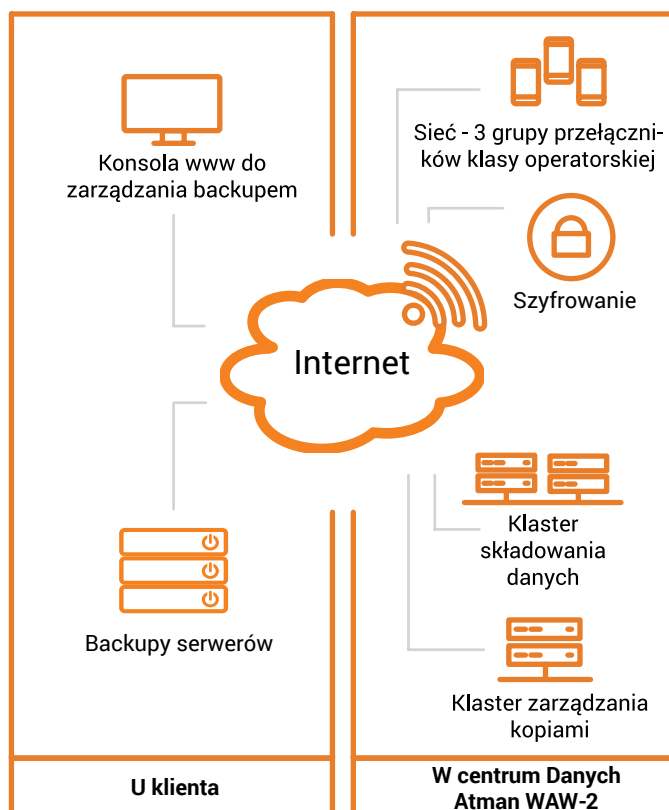 Konsola www do
zarządzania backupem
Sieć - 3 grupy przełączni-
ków klasy operatorskiej
Szyfrowanie
Internet
Klaster
składowania
danych
Backupy serwerów
Klaster zarządzania
kopiami
U klienta
W centrum Danych
Atman WAW-2